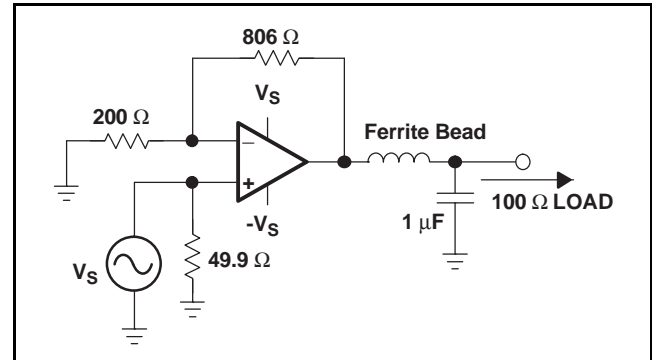 806 Ω
V_S
200 Ω
Ferrite Bead
–
+
-V_S
1 µF
100 Ω LOAD
V_S
49.9 Ω